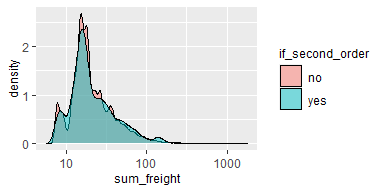 density
2
1
0
10
100
1000
sum_freight
if_second_order
no
yes